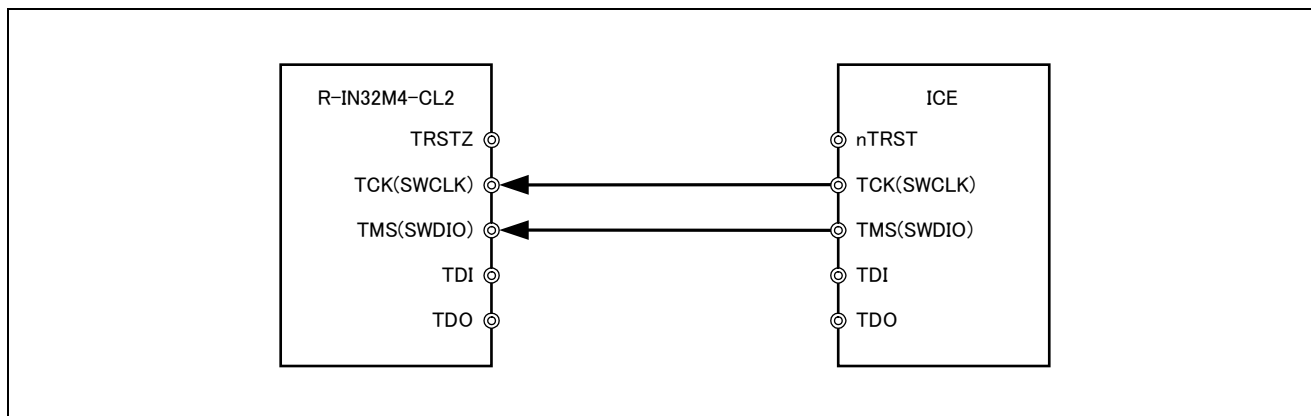 R-IN32M4-CL2
TRSTZ
TCK(SWCLK)
TMS(SWDIO)
TDI
TDO
ICE
nTRST
TCK(SWCLK)
TMS(SWDIO)
TDI
TDO